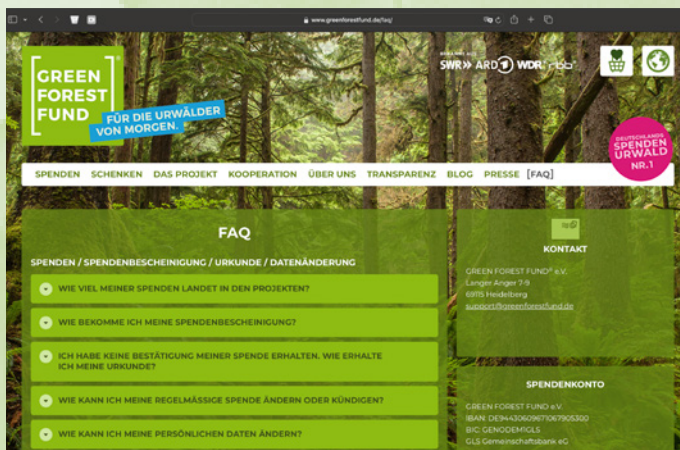 www.greenforestfund.de/faq/
BEKANNT AUS
SWR» ARD 1 WDR rbb
GREEN
FOREST
FUND
®
FÜR DIE URWÄLDER
VON MORGEN.
DEUTSCHLANDS
SPENDEN
URWALD
NR.1
SPENDEN SCHENKEN DAS PROJEKT KOOPERATION ÜBER UNS TRANSPARENZ BLOG PRESSE [FAQ]
FAQ
SPENDEN / SPENDENBESCHEINIGUNG / URKUNDE / DATENÄNDERUNG
WIE VIEL MEINER SPENDEN LANDET IN DEN PROJEKTEN?
WIE BEKOMME ICH MEINE SPENDENBESCHEINIGUNG?
ICH HABE KEINE BESTÄTIGUNG MEINER SPENDE ERHALTEN. WIE ERHALTE
ICH MEINE URKUNDE?
WIE KANN ICH MEINE REGELMÄSSIGE SPENDE ÄNDERN ODER KÜNDIGEN?
WIE KANN ICH MEINE PERSÖNLICHEN DATEN ÄNDERN?
KONTAKT
GREEN FOREST FUND® e.V.
Langer Anger 7-9
69115 Heidelberg
support@greenforestfund.de
SPENDENKONTO
GREEN FOREST FUND e.V.
IBAN: DE94430609671067905300
BIC: GENODEM1GLS
GLS Gemeinschaftsbank eG